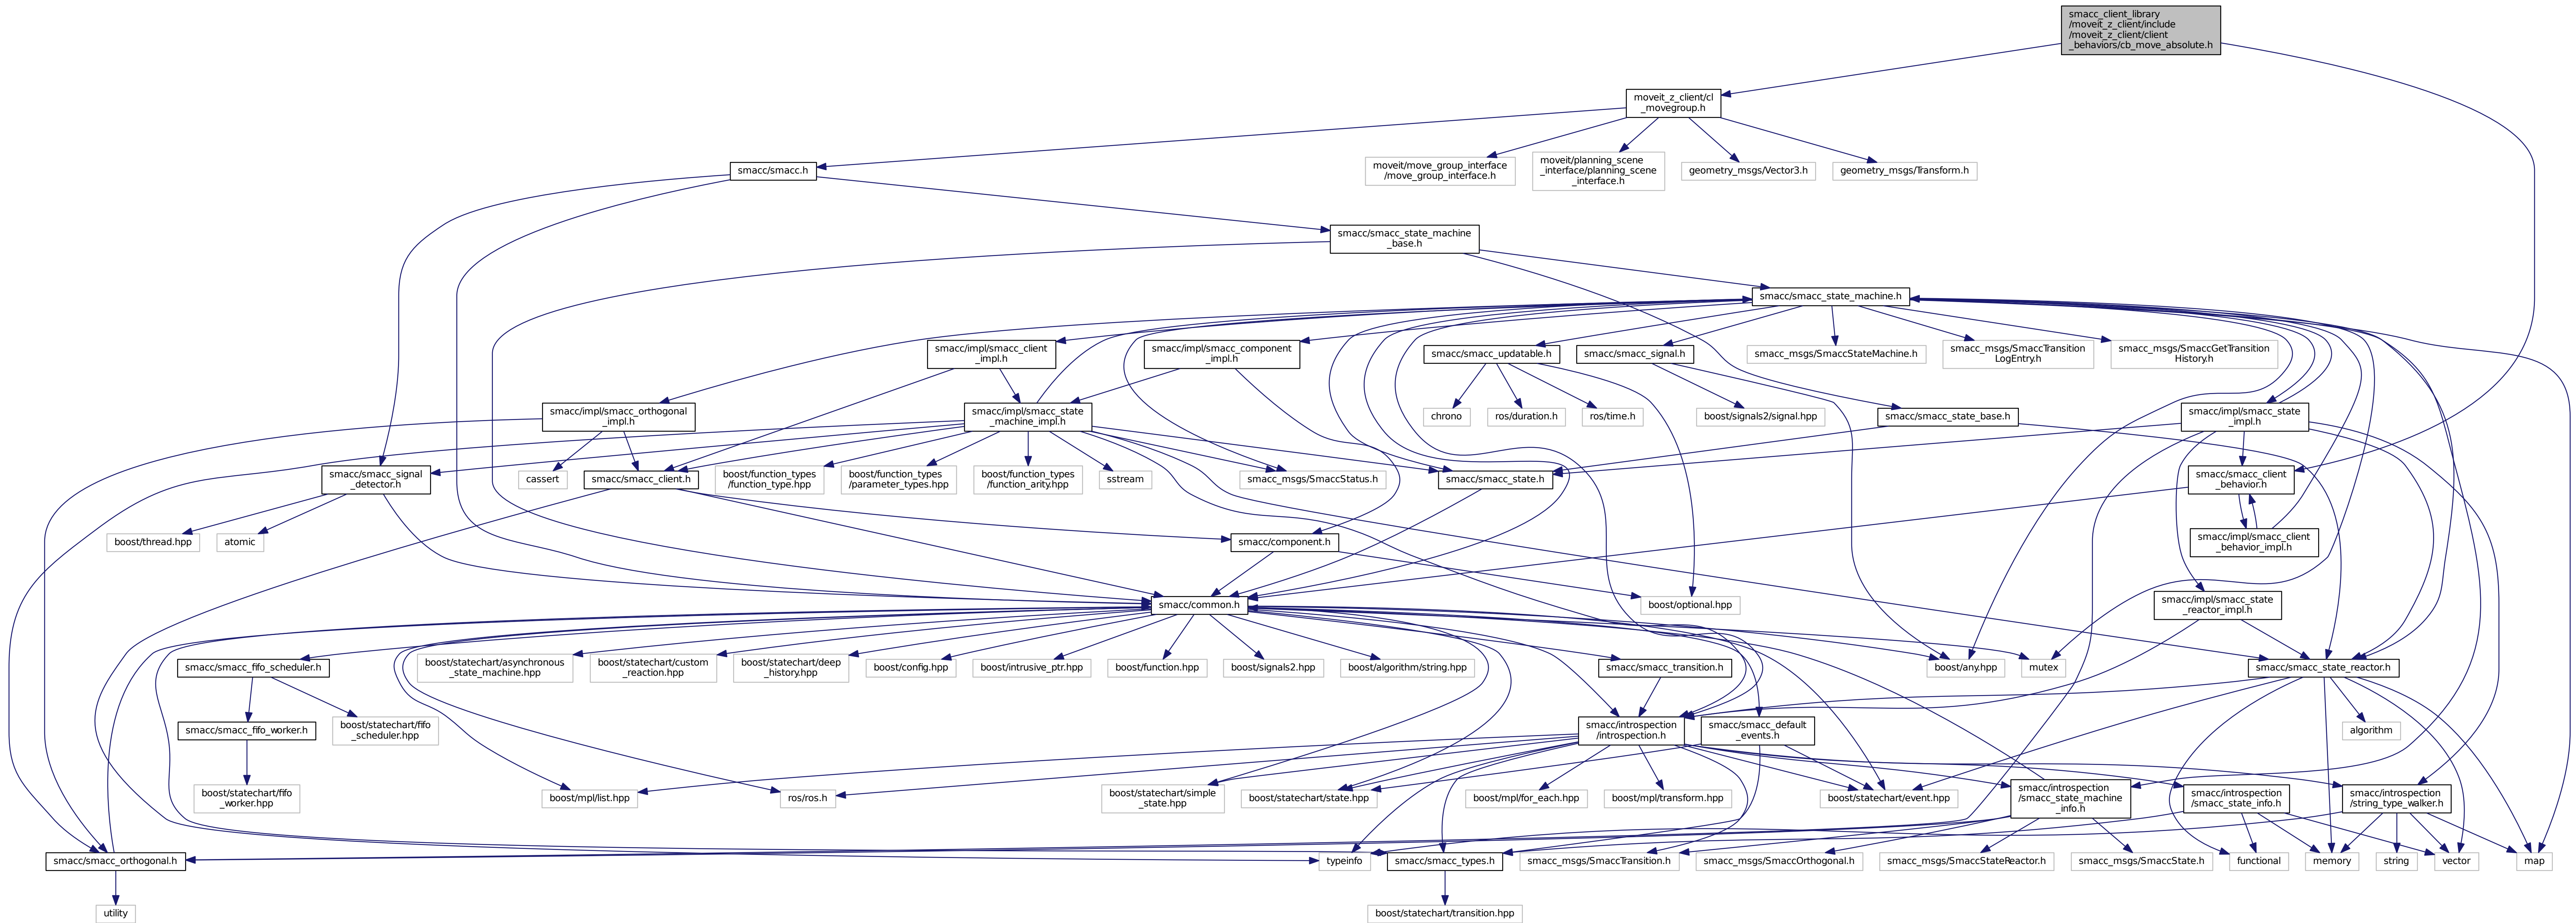 smacc_client_library
/moveit_z_client/include
/moveit_z_client/client
_behaviors/cb_move_absolute.h
moveit_z_client/cl
_movegroup.h
smacc/smacc.h
moveit/move_group_interface
/move_group_interface.h
moveit/planning_scene
_interface/planning_scene
_interface.h
geometry_msgs/Vector3.h
geometry_msgs/Transform.h
smacc/smacc_state_machine
_base.h
smacc/smacc_state_machine.h
smacc/impl/smacc_client
_impl.h
smacc/impl/smacc_component
_impl.h
smacc/smacc_updatable.h
smacc/smacc_signal.h
smacc_msgs/SmaccStateMachine.h
smacc_msgs/SmaccTransition
LogEntry.h
smacc_msgs/SmaccGetTransition
History.h
smacc/impl/smacc_orthogonal
_impl.h
smacc/impl/smacc_state
_machine_impl.h
chrono
ros/duration.h
ros/time.h
boost/signals2/signal.hpp
smacc/smacc_state_base.h
smacc/impl/smacc_state
_impl.h
smacc/smacc_signal
_detector.h
cassert
smacc/smacc_client.h
boost/function_types
/function_type.hpp
boost/function_types
/parameter_types.hpp
boost/function_types
/function_arity.hpp
sstream
smacc_msgs/SmaccStatus.h
smacc/smacc_state.h
smacc/smacc_client
_behavior.h
boost/thread.hpp
atomic
smacc/component.h
smacc/impl/smacc_client
_behavior_impl.h
smacc/common.h
boost/optional.hpp
smacc/impl/smacc_state
_reactor_impl.h
smacc/smacc_fifo_scheduler.h
boost/statechart/asynchronous
_state_machine.hpp
boost/statechart/custom
_reaction.hpp
boost/statechart/deep
_history.hpp
boost/config.hpp
boost/intrusive_ptr.hpp
boost/function.hpp
boost/signals2.hpp
boost/algorithm/string.hpp
smacc/smacc_transition.h
boost/any.hpp
mutex
smacc/smacc_state_reactor.h
smacc/smacc_fifo_worker.h
boost/statechart/fifo
_scheduler.hpp
smacc/introspection
/introspection.h
smacc/smacc_default
_events.h
algorithm
boost/statechart/fifo
_worker.hpp
boost/mpl/list.hpp
ros/ros.h
boost/statechart/simple
_state.hpp
boost/statechart/state.hpp
boost/mpl/for_each.hpp
boost/mpl/transform.hpp
boost/statechart/event.hpp
smacc/introspection
/smacc_state_machine
_info.h
smacc/introspection
/smacc_state_info.h
smacc/introspection
/string_type_walker.h
smacc/smacc_orthogonal.h
typeinfo
smacc/smacc_types.h
smacc_msgs/SmaccTransition.h
smacc_msgs/SmaccOrthogonal.h
smacc_msgs/SmaccStateReactor.h
smacc_msgs/SmaccState.h
functional
memory
string
vector
map
utility
boost/statechart/transition.hpp